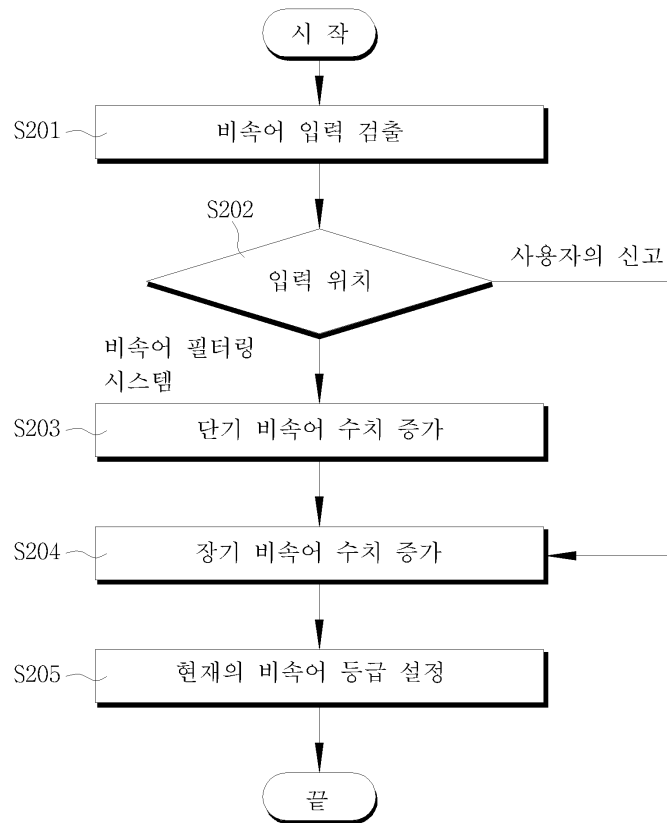 시 작
S201
비속어 입력 검출
S202
입력 위치
사용자의 신고
비속어 필터링
시스템
S203
단기 비속어 수치 증가
S204
장기 비속어 수치 증가
S205
현재의 비속어 등급 설정
끝